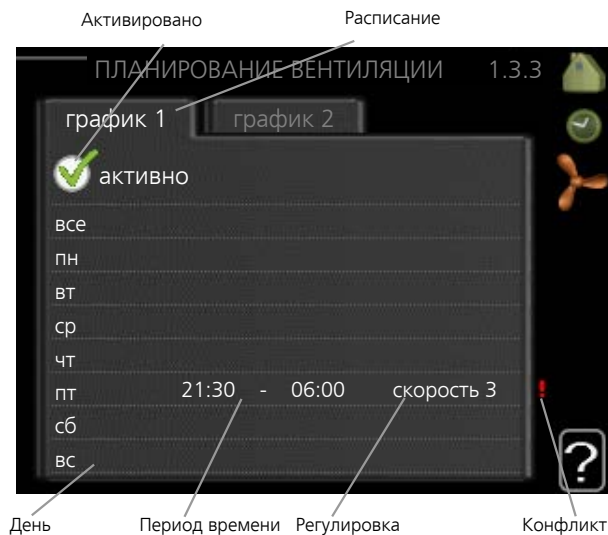 Активировано Расписание
ПЛАНИРОВАНИЕ ВЕНТИЛЯЦИИ 1.3.3
график 1 график 2
активно
все
пн
вт
ср
чт
пт 21:30 - 06:00 скорость 3 !
сб
вс
?
День Период времени Регулировка Конфликт